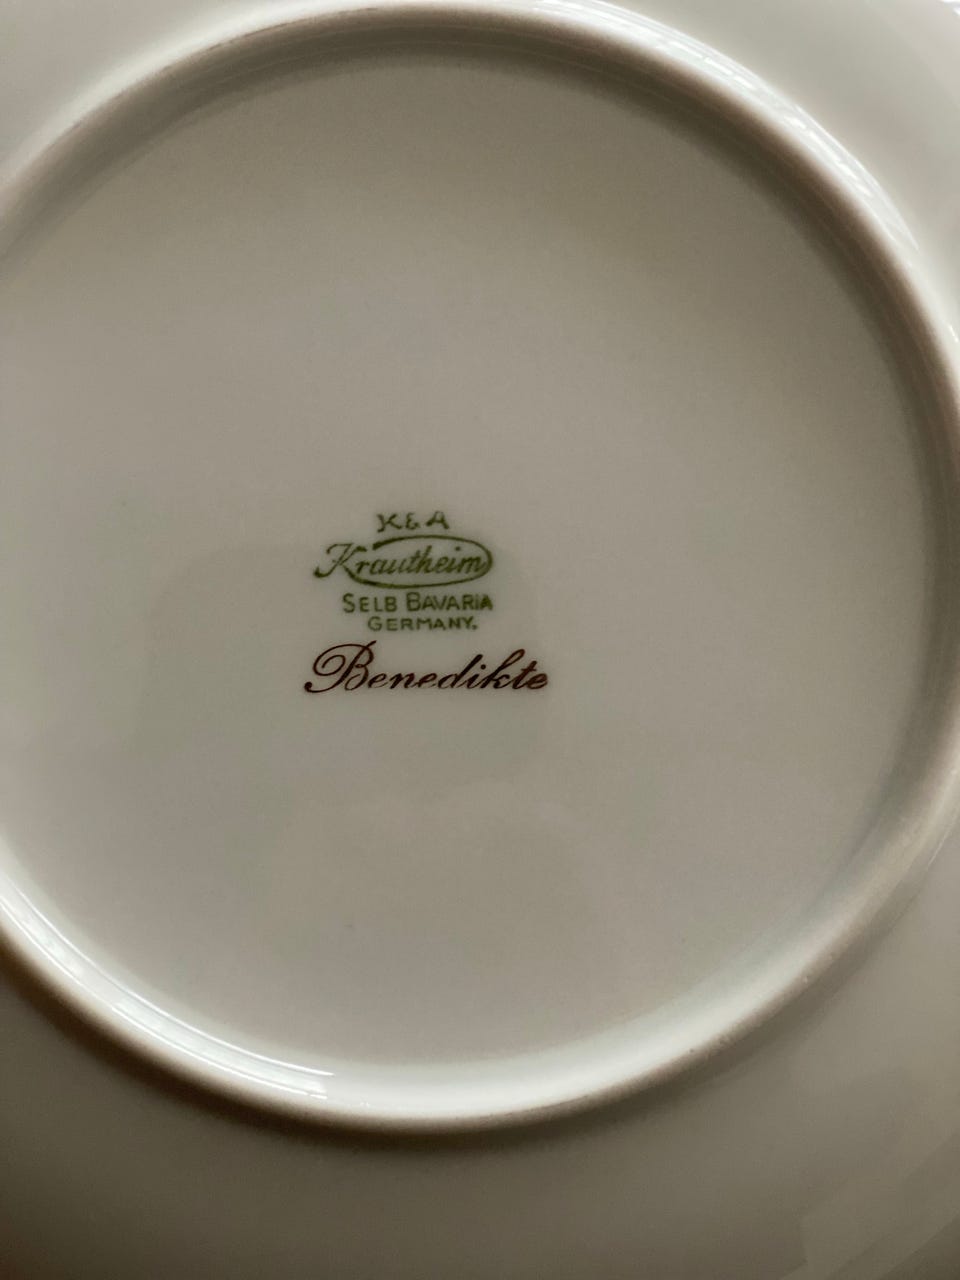 K&A
Krautheim
SELB BAVARIA
GERMANY.
Benedikte